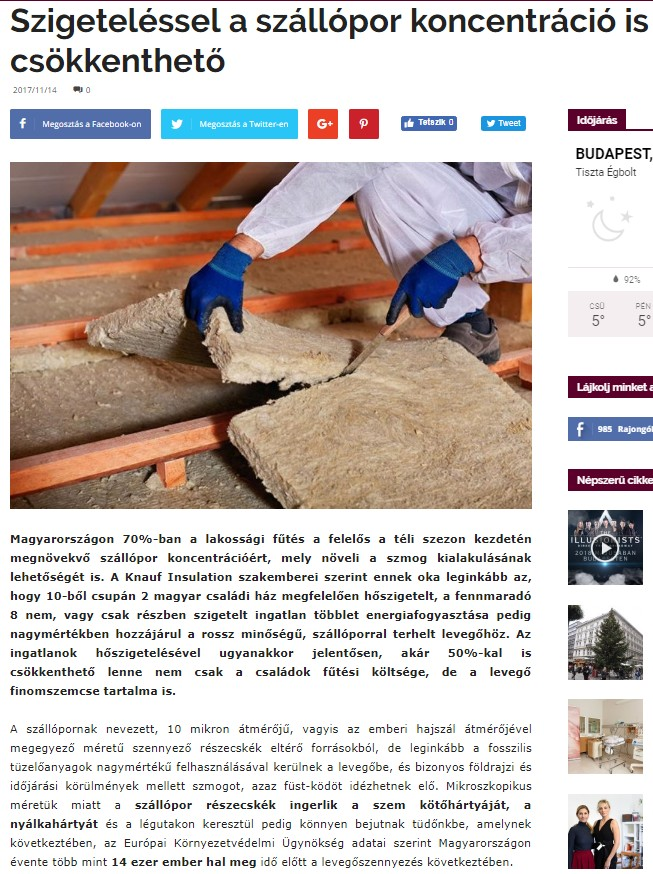 Szigeteléssel a szállópor koncentráció is
csökkenthető
2017/11/14 0
Megosztás a Facebook-on
Megosztás a Twitter-en
G+
Tetszik 0
Tweet
Időjárás
BUDAPEST,
Tiszta Égbolt
92%
CSÜ
5°
PÉN
5°
Lájkolj minket a
985 Rajongó
Népszerű cikke
THE
ILLUSIONISTS
Magyarországon 70%-ban a lakossági fűtés a felelős a téli szezon kezdetén
megnövekvő szállópor koncentrációért, mely növeli a szmog kialakulásának
lehetőségét is. A Knauf Insulation szakemberei szerint ennek oka leginkább az,
hogy 10-ből csupán 2 magyar családi ház megfelelően hőszigetelt, a fennmaradó
8 nem, vagy csak részben szigetelt ingatlan többlet energiafogyasztása pedig
nagymértékben hozzájárul a rossz minőségű, szállóporral terhelt levegőhöz. Az
ingatlanok hőszigetelésével ugyanakkor jelentősen, akár 50%-kal is
csökkenthető lenne nem csak a családok fűtési költsége, de a levegő
finomszemcse tartalma is.
A szállópornak nevezett, 10 mikron átmérőjű, vagyis az emberi hajszál átmérőjével
megegyező méretű szennyező részecskék eltérő forrásokból, de leginkább a fosszilis
tüzelőanyagok nagymértékű felhasználásával kerülnek a levegőbe, és bizonyos földrajzi és
időjárási körülmények mellett szmogot, azaz füst-ködöt idézhetnek elő. Mikroszkopikus
méretük miatt a szállópor részecskék ingerlik a szem kötőhártyáját, a
nyálkahártyát és a légutakon keresztül pedig könnyen bejutnak tüdőnkbe, amelynek
következtében, az Európai Környezetvédelmi Ügynökség adatai szerint Magyarországon
évente több mint 14 ezer ember hal meg idő előtt a levegőszennyezés következtében.